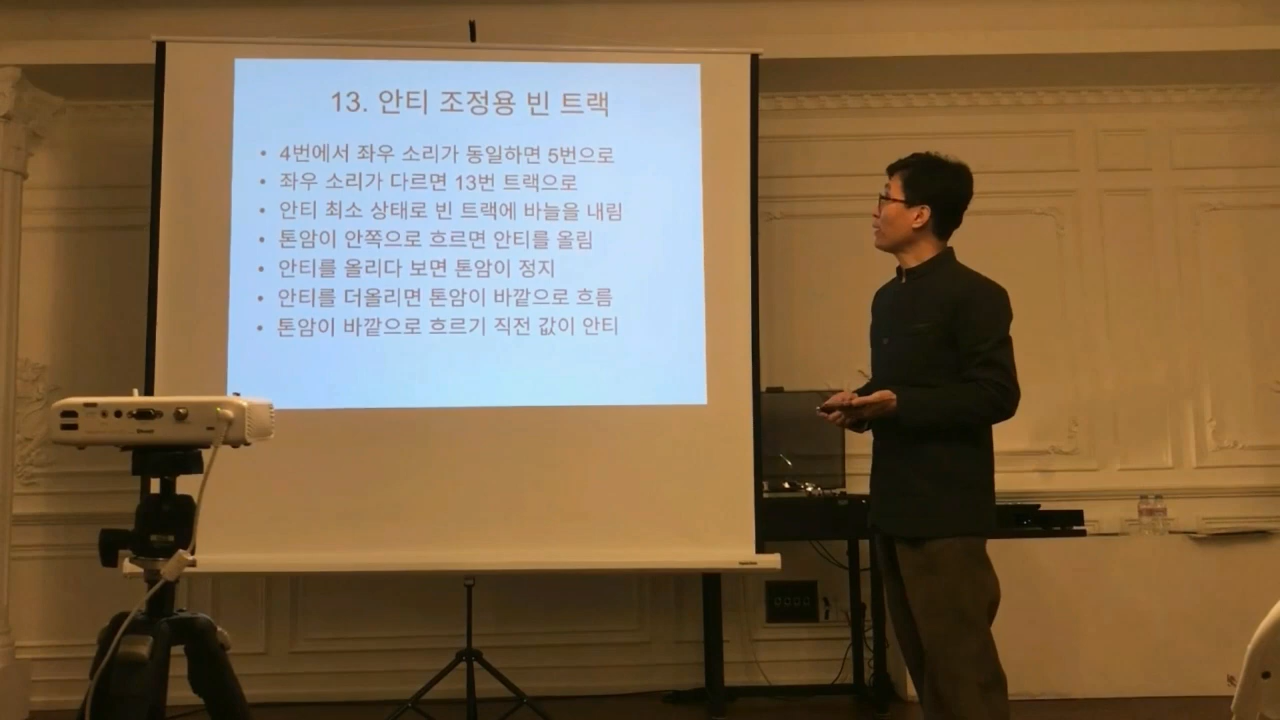 13. 안티 조정용 빈 트랙
• 4번에서 좌우 소리가 동일하면 5번으로
• 좌우 소리가 다르면 13번 트랙으로
• 안티 최소 상태로 빈 트랙에 바늘을 내림
• 톤암이 안쪽으로 흐르면 안티를 올림
• 안티를 올리다 보면 톤암이 정지
• 안티를 더올리면 톤암이 바깥으로 흐름
• 톤암이 바깥으로 흐르기 직전 값이 안티